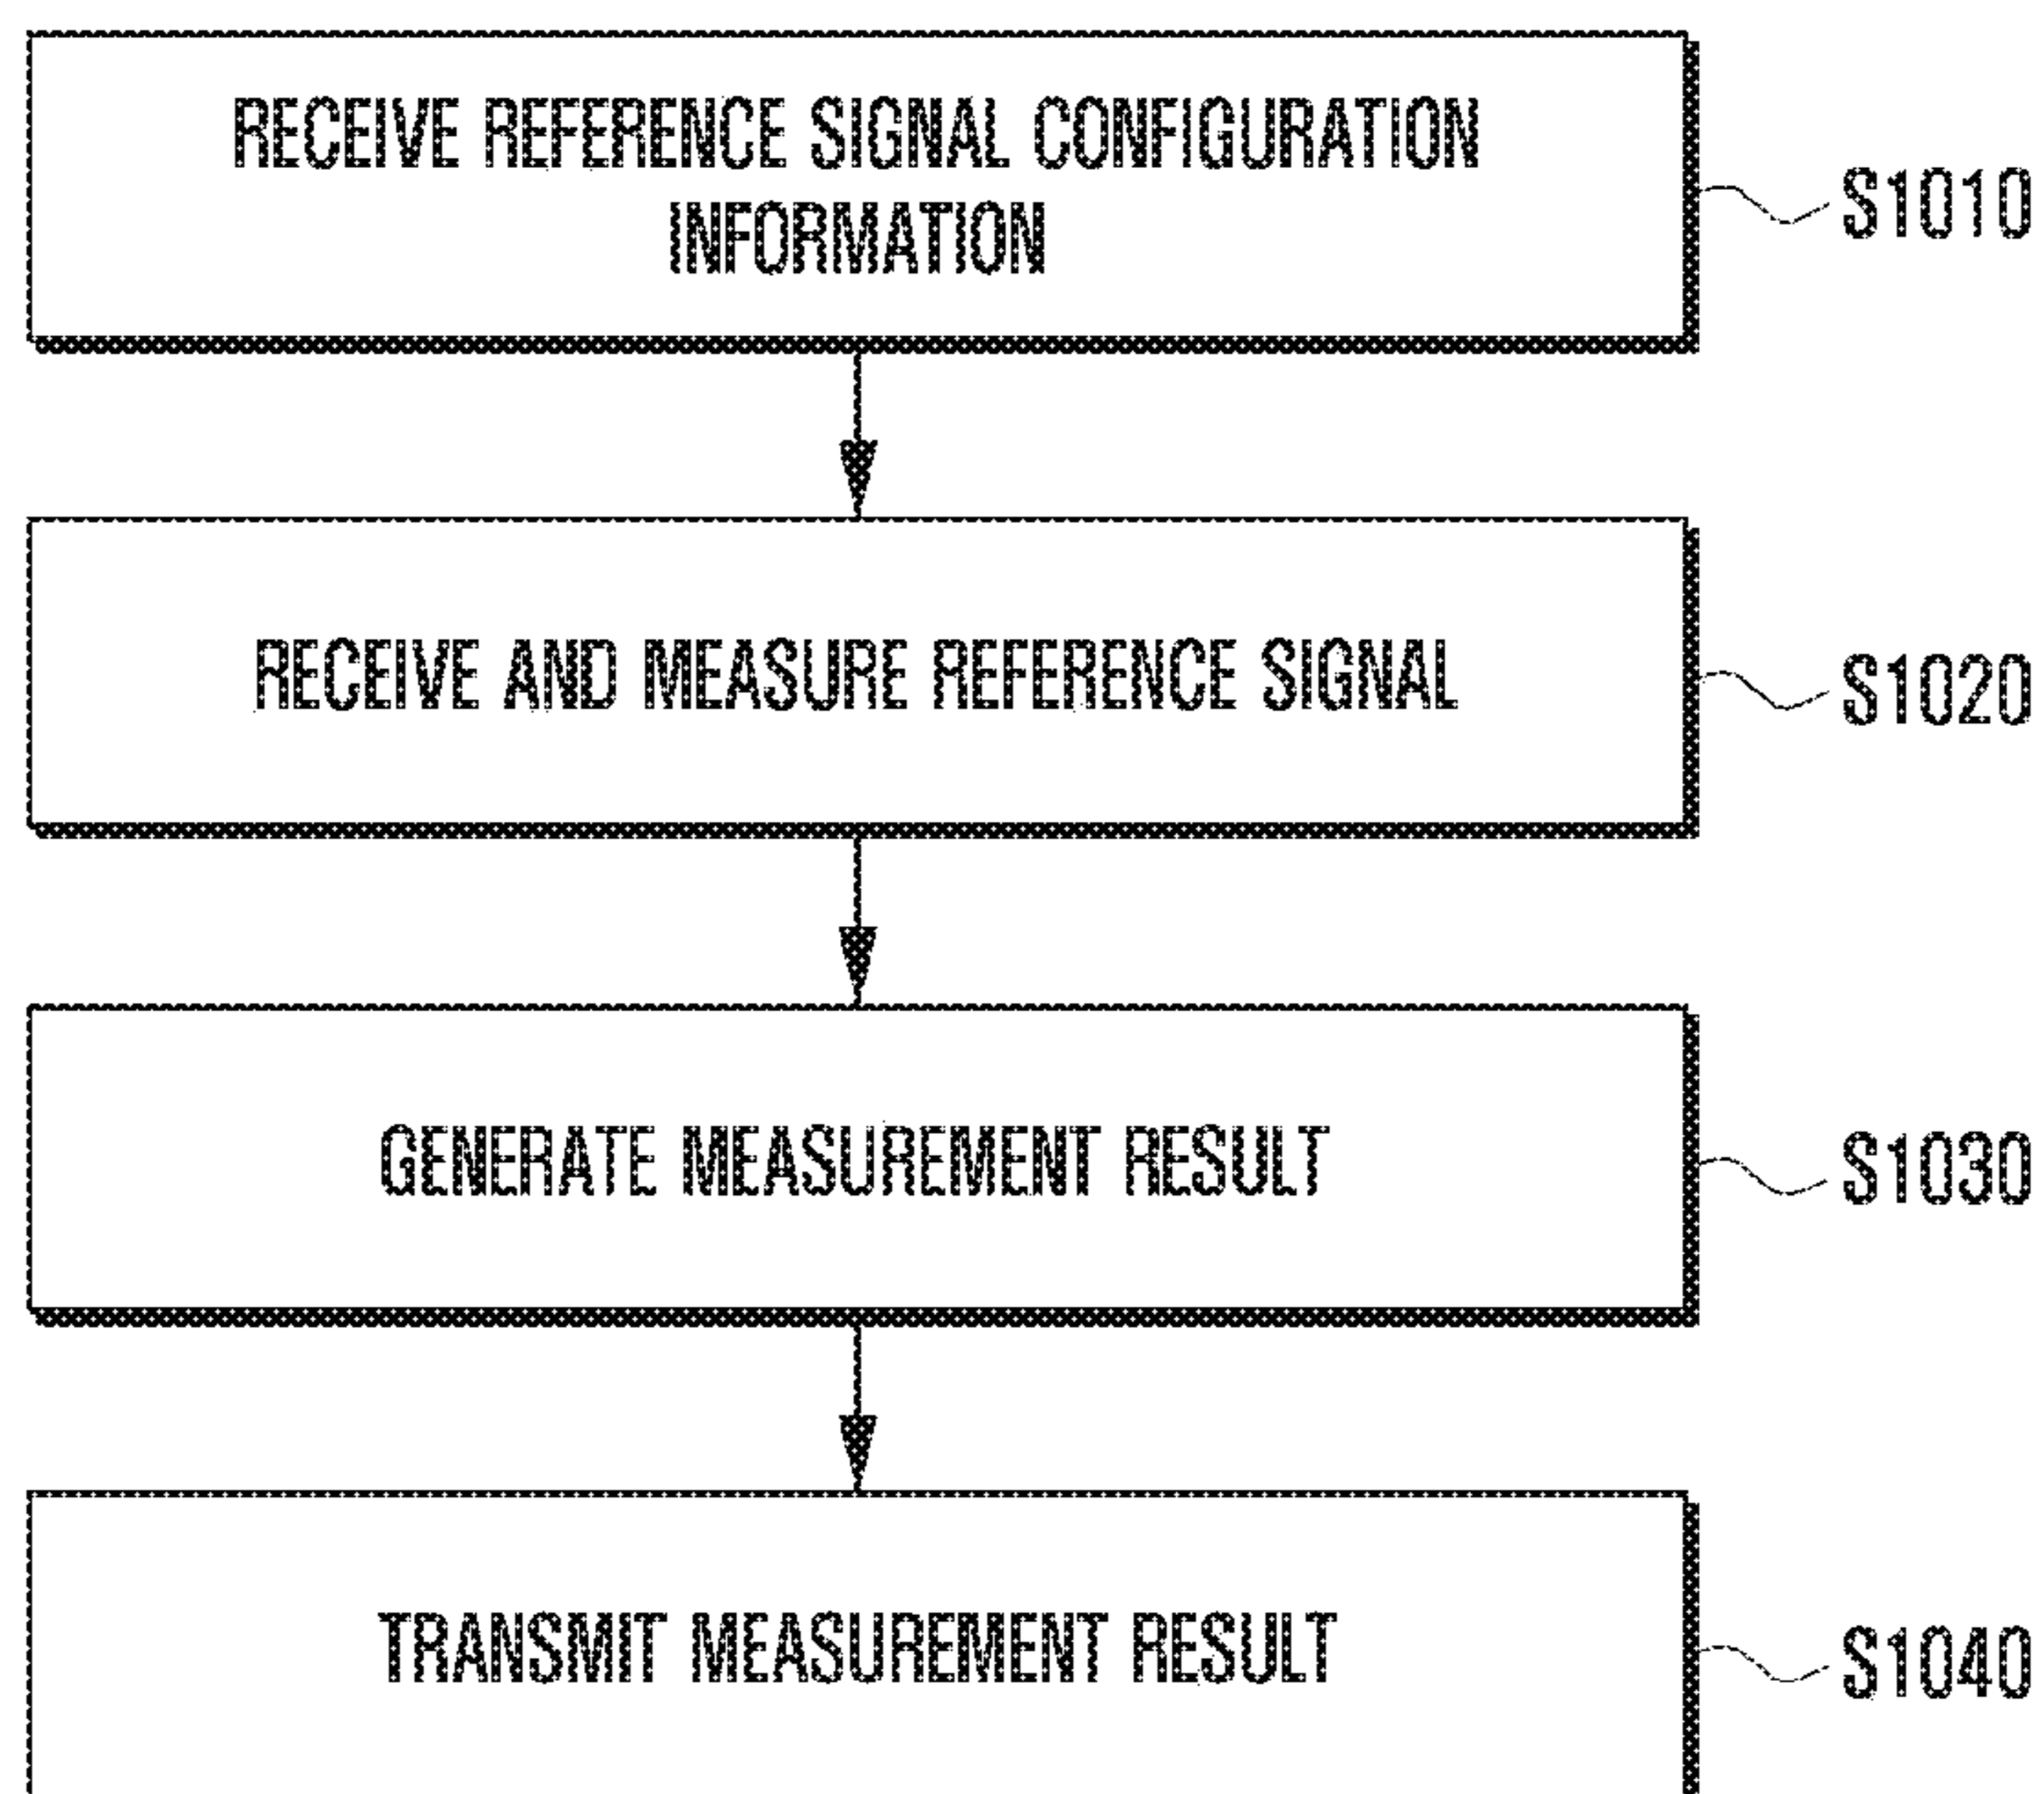 RECEIVE REFERENCE SIGNAL CONFIGURATION
INFORMATION
S1010
RECEIVE AND MEASURE REFERENCE SIGNAL
S1020
GENERATE MEASUREMENT RESULT
S1030
TRANSMIT MEASUREMENT RESULT
S1040